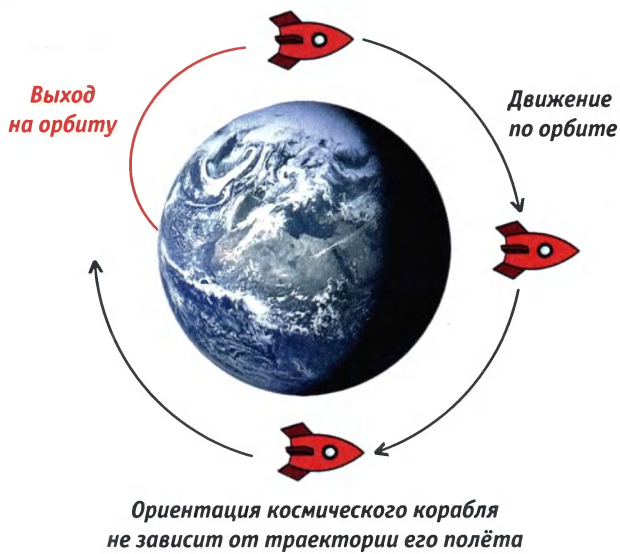 Выход
на орбиту
Движение
по орбите
Ориентация космического корабля
не зависит от траектории его полёта